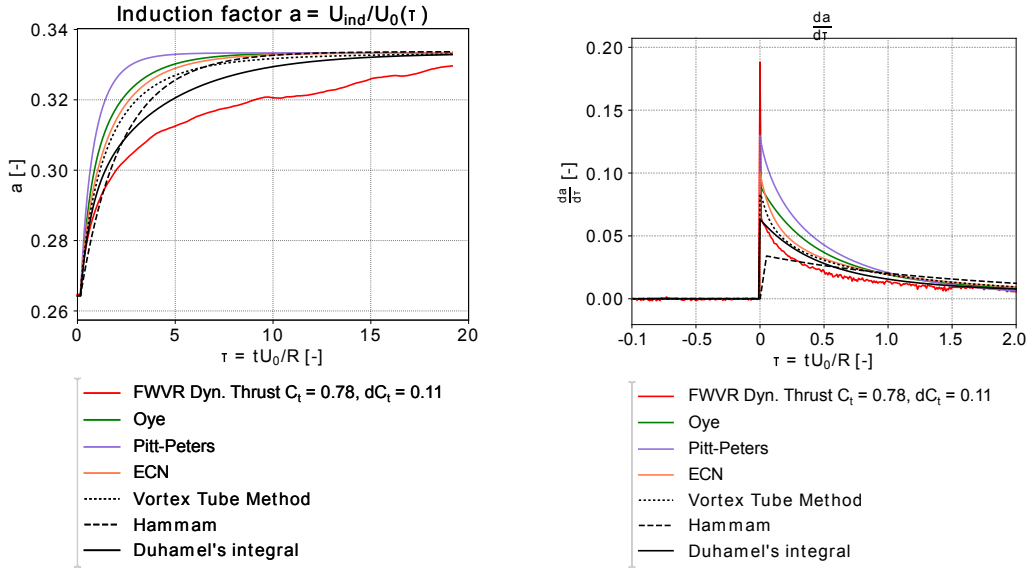 Induction factor a = U_ind/U_0(τ)
0.34
0.32
0.30
0.28
0.26
a [-]
0
5
10
15
20
τ = tU_0/R [-]
FWVR Dyn. Thrust C_t = 0.78, dC_t = 0.11
Oye
Pitt-Peters
ECN
Vortex Tube Method
Hammam
Duhamel's integral
da
dτ
0.20
0.15
0.10
0.05
0.00
da/dτ [-]
-0.1
-0.5
0
0.5
1.0
1.5
2.0
τ = tU_0/R [-]
FWVR Dyn. Thrust C_t = 0.78, dC_t = 0.11
Oye
Pitt-Peters
ECN
Vortex Tube Method
Hammam
Duhamel's integral